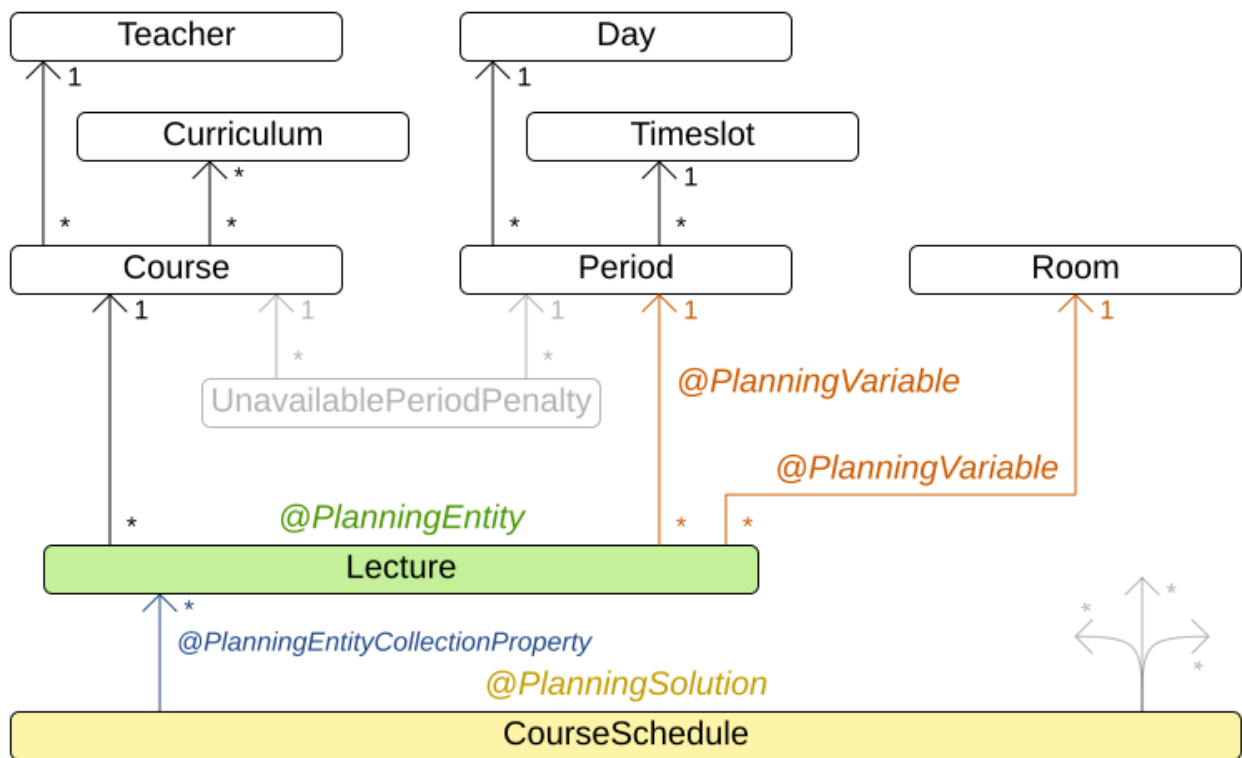 Teacher
Day
1
1
Curriculum
Timeslot
*
1
*
*
*
*
Course
Period
Room
1
1
1
1
1
*
*
@PlanningVariable
UnavailablePeriodPenalty
@PlanningVariable
@PlanningEntity
*
*
*
Lecture
*
*
*
@PlanningEntityCollectionProperty
*
@PlanningSolution
CourseSchedule